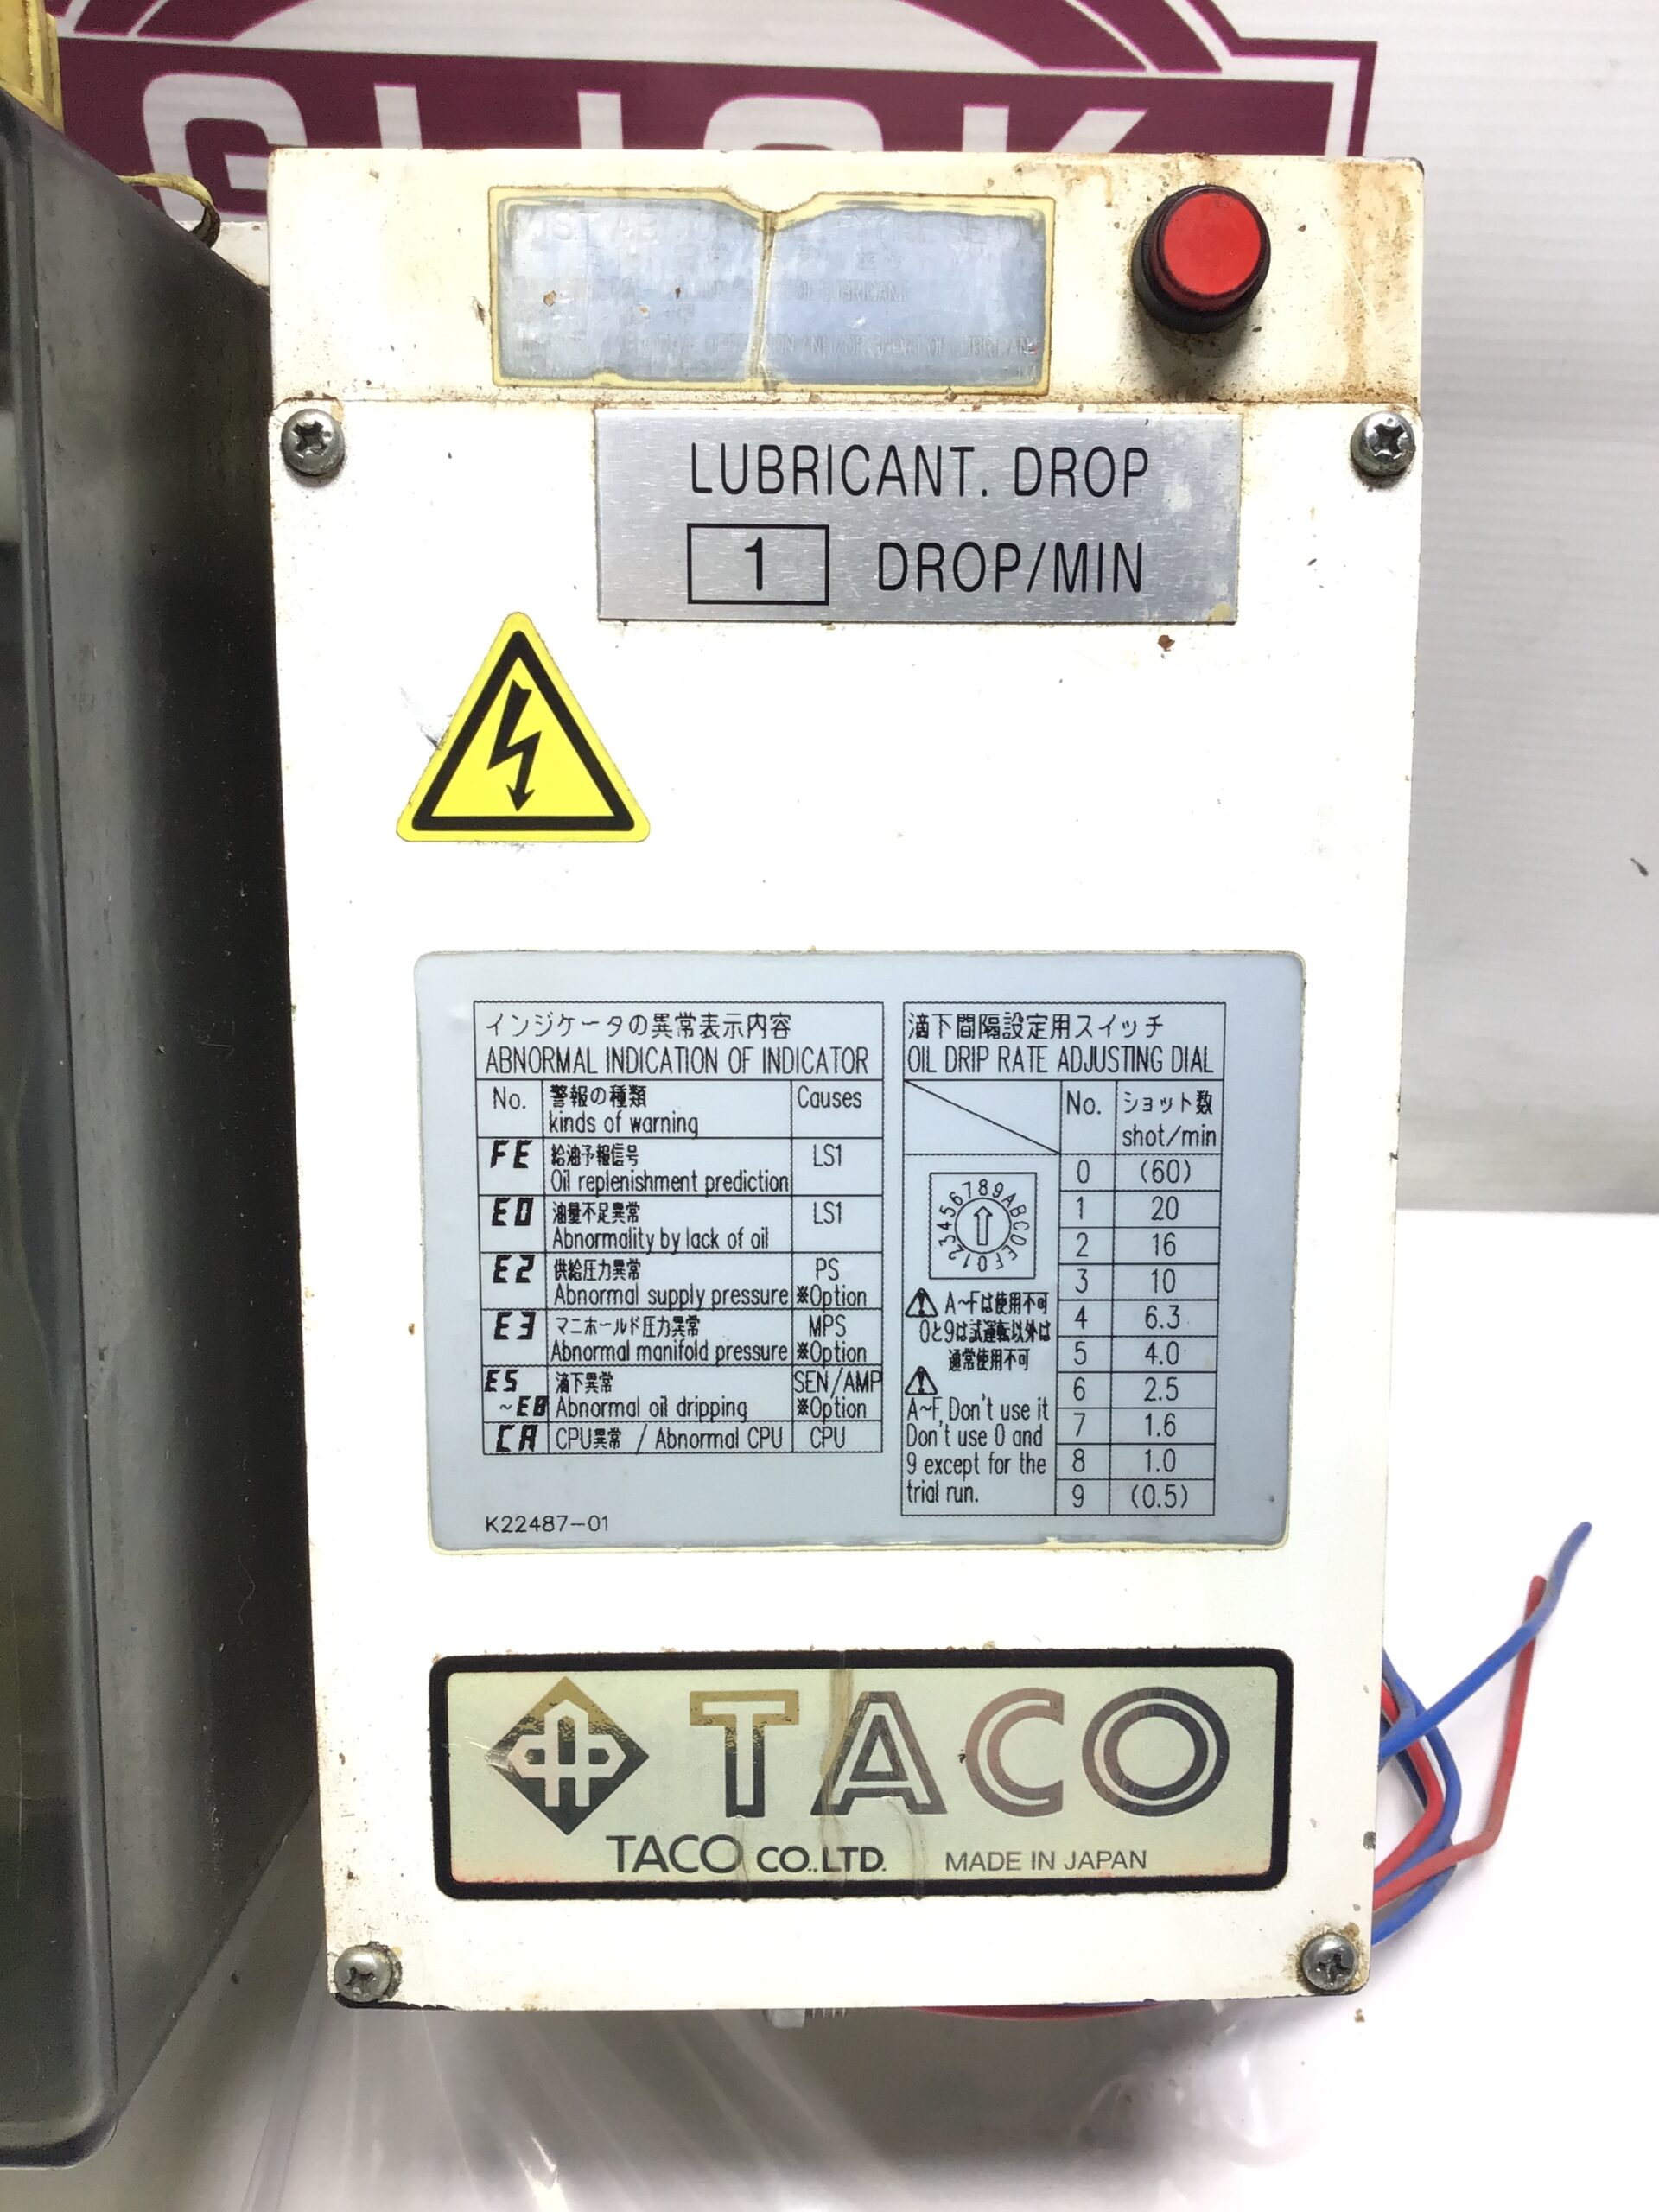 LUBRICANT. DROP
1 DROP/MIN
インジケータの異常表示内容
ABNORMAL INDICATION OF INDICATOR
No. 警報の種類 Causes
kinds of warning
FE 給油予報信号 LS1
Oil replenishment prediction
E0 油量不足異常 LS1
Abnormality by lack of oil
E2 供給圧力異常 PS
Abnormal supply pressure ※Option
E3 マニホールド圧力異常 MPS
Abnormal manifold pressure ※Option
E5 滴下異常 SEN/AMP
~E8 Abnormal oil dripping ※Option
CA CPU異常 / Abnormal CPU CPU
K22487-01
滴下間隔設定用スイッチ
OIL DRIP RATE ADJUSTING DIAL
No. ショット数
shot/min
0 (60)
1 20
2 16
3 10
4 6.3
5 4.0
6 2.5
7 1.6
8 1.0
9 (0.5)
0123456789ABCDEF
A~Fは使用不可
0と9は試運転以外は
通常使用不可
A~F, Don't use it
Don't use 0 and
9 except for the
trial run.
TACO
TACO CO.,LTD. MADE IN JAPAN